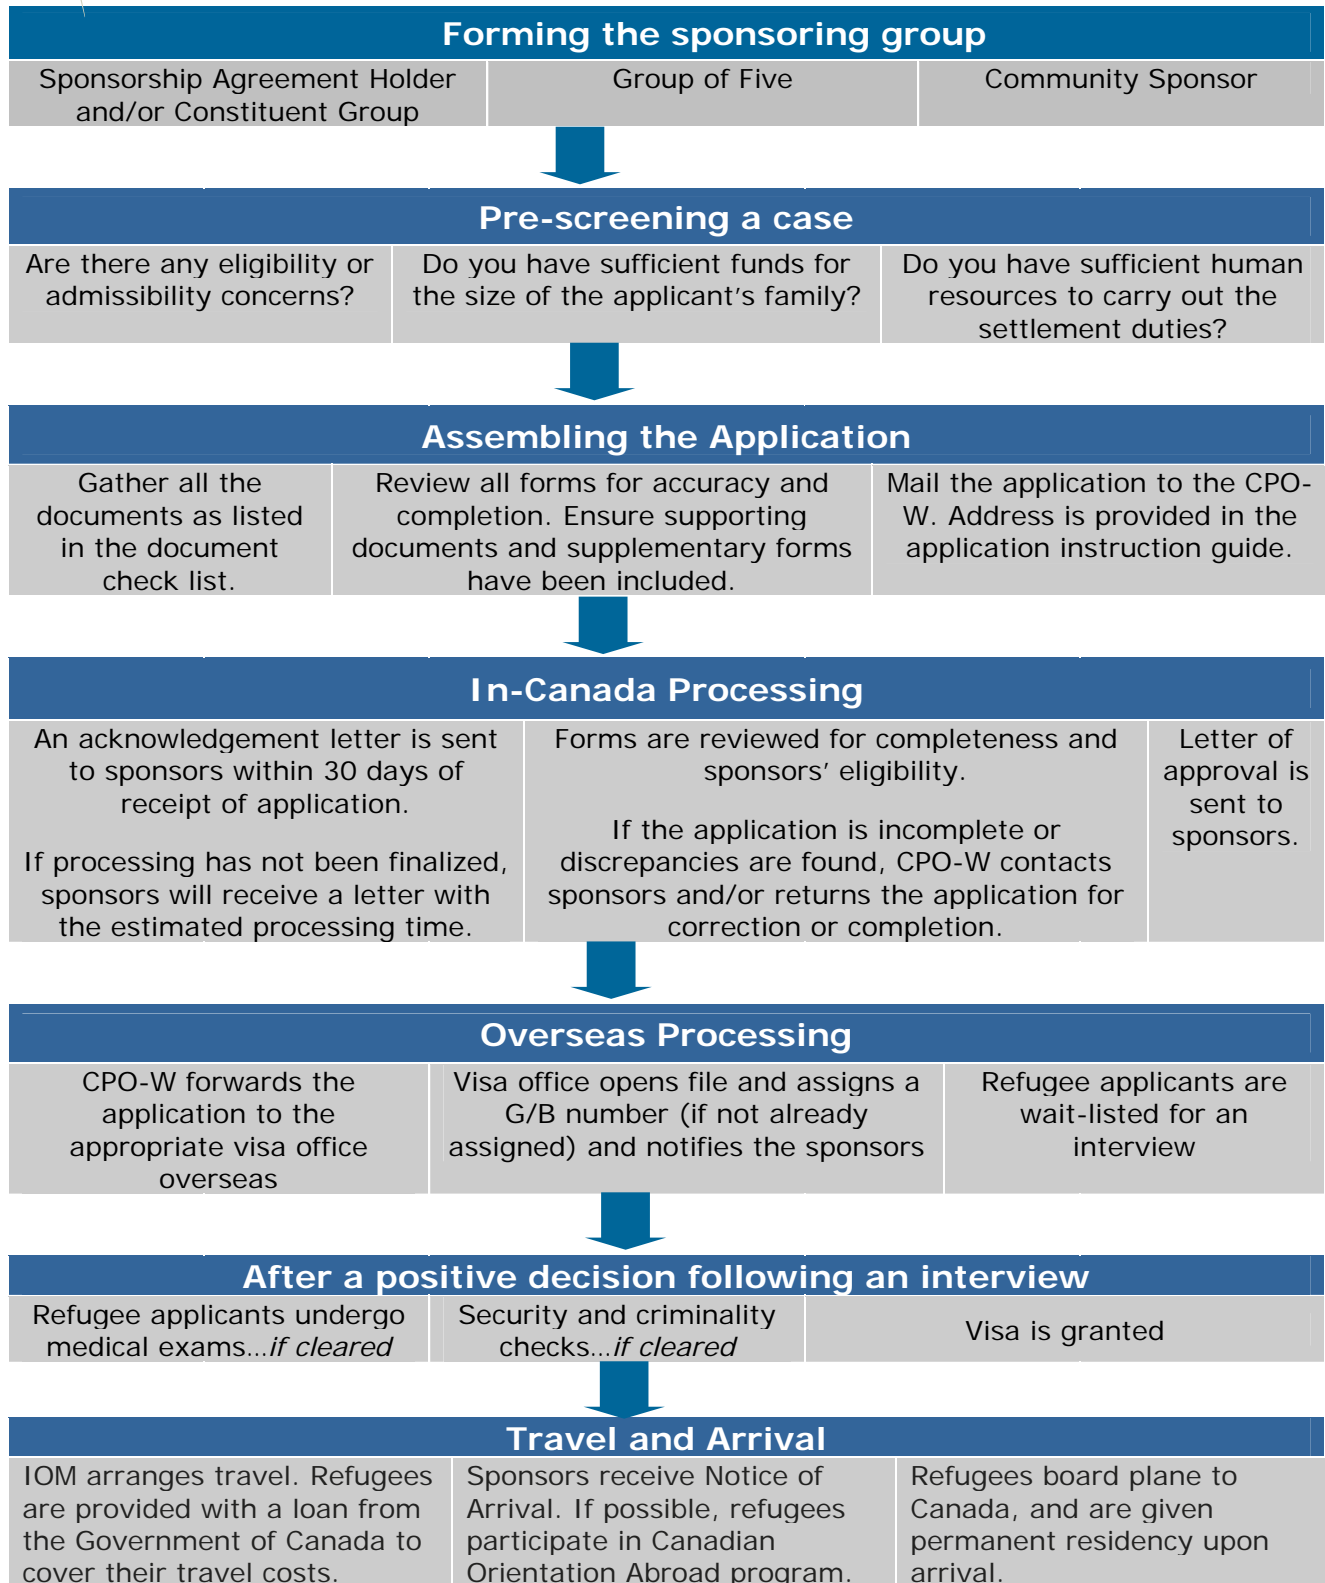 Forming the sponsoring group
Sponsorship Agreement Holder
and/or Constituent Group
Group of Five
Community Sponsor
Pre-screening a case
Are there any eligibility or
admissibility concerns?
Do you have sufficient funds for
the size of the applicant's family?
Do you have sufficient human
resources to carry out the
settlement duties?
Assembling the Application
Gather all the
documents as listed
in the document
check list.
Review all forms for accuracy and
completion. Ensure supporting
documents and supplementary forms
have been included.
Mail the application to the CPO-
W. Address is provided in the
application instruction guide.
In-Canada Processing
An acknowledgement letter is sent
to sponsors within 30 days of
receipt of application.
If processing has not been finalized,
sponsors will receive a letter with
the estimated processing time.
Forms are reviewed for completeness and
sponsors' eligibility.
If the application is incomplete or
discrepancies are found, CPO-W contacts
sponsors and/or returns the application for
correction or completion.
Letter of
approval is
sent to
sponsors.
Overseas Processing
CPO-W forwards the
application to the
appropriate visa office
overseas
Visa office opens file and assigns a
G/B number (if not already
assigned) and notifies the sponsors
Refugee applicants are
wait-listed for an
interview
After a positive decision following an interview
Refugee applicants undergo
medical exams...if cleared
Security and criminality
checks...if cleared
Visa is granted
Travel and Arrival
IOM arranges travel. Refugees
are provided with a loan from
the Government of Canada to
cover their travel costs.
Sponsors receive Notice of
Arrival. If possible, refugees
participate in Canadian
Orientation Abroad program.
Refugees board plane to
Canada, and are given
permanent residency upon
arrival.